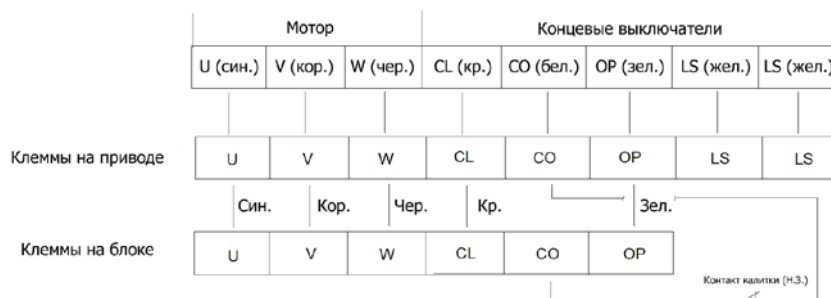 Мотор Концевые выключатели
U (син.) V (кор.) W (чер.) CL (кр.) CO (бел.) OP (зел.) LS (жел.) LS (жел.)
Клеммы на приводе U V W CL CO OP LS LS
Син. Кор. Чер. Кр. Зел.
Клеммы на блоке U V W CL CO OP
Контакт калитки (Н.З.)